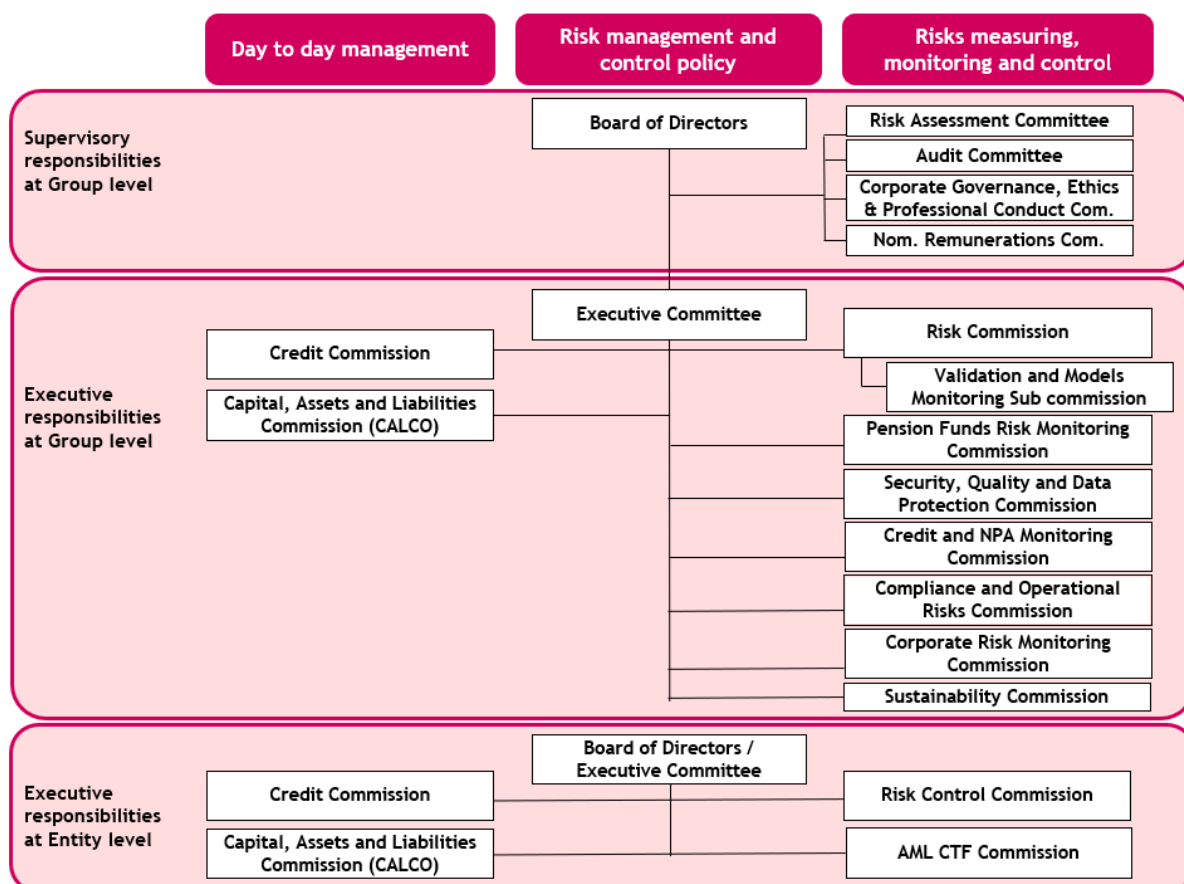 Day to day management
Risk management and
control policy
Risks measuring,
monitoring and control
Supervisory
responsibilities
at Group level
Board of Directors
Risk Assessment Committee
Audit Committee
Corporate Governance, Ethics
& Professional Conduct Com.
Nom. Remunerations Com.
Executive
responsibilities
at Group level
Executive Committee
Credit Commission
Capital, Assets and Liabilities
Commission (CALCO)
Risk Commission
Validation and Models
Monitoring Sub commission
Pension Funds Risk Monitoring
Commission
Security, Quality and Data
Protection Commission
Credit and NPA Monitoring
Commission
Compliance and Operational
Risks Commission
Corporate Risk Monitoring
Commission
Sustainability Commission
Executive
responsibilities
at Entity level
Board of Directors /
Executive Committee
Credit Commission
Capital, Assets and Liabilities
Commission (CALCO)
Risk Control Commission
AML CTF Commission